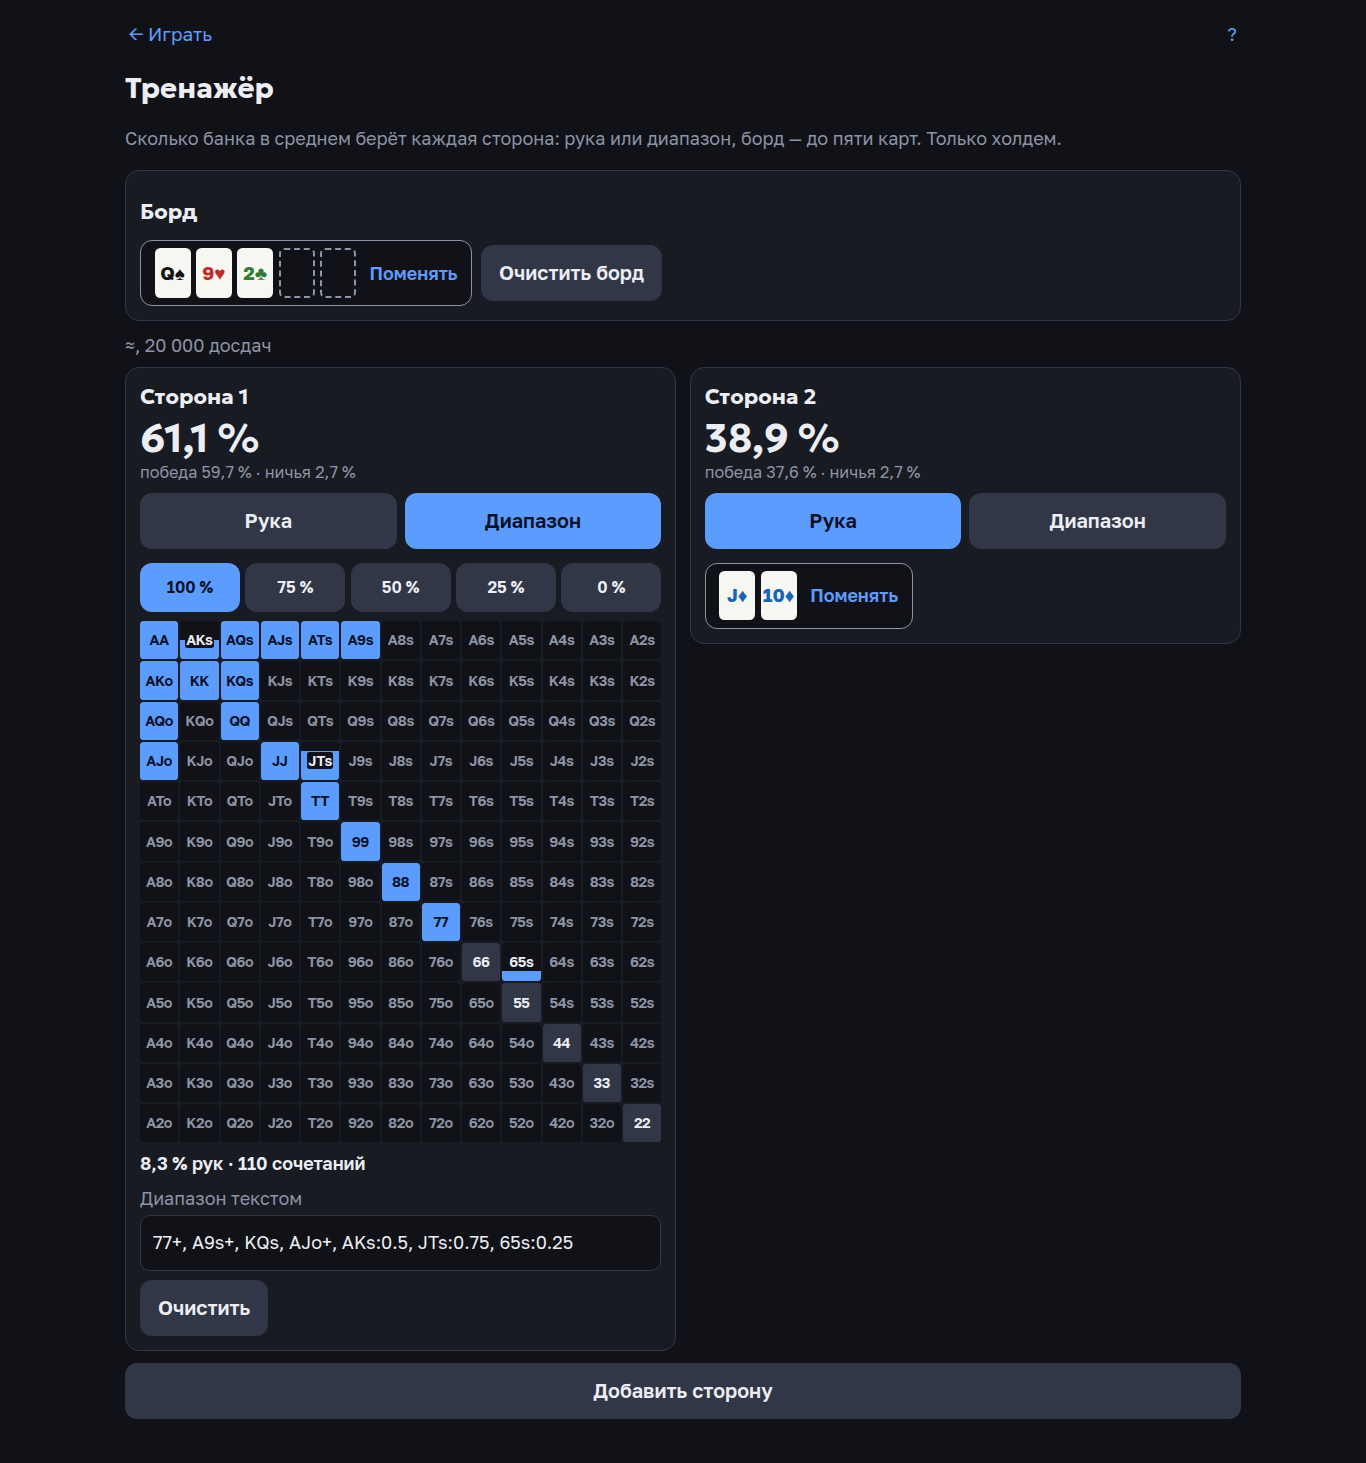 ← Играть ?
Тренажёр
Сколько банка в среднем берёт каждая сторона: рука или диапазон, борд — до пяти карт. Только холдем.
Борд
Q♠ 9♥ 2♣ Поменять Очистить борд
≈, 20 000 досдач
Сторона 1
61,1 %
победа 59,7 % · ничья 2,7 %
Рука Диапазон
100 % 75 % 50 % 25 % 0 %
AA AKs AQs AJs ATs A9s A8s A7s A6s A5s A4s A3s A2s
AKo KK KQs KJs KTs K9s K8s K7s K6s K5s K4s K3s K2s
AQo KQo QQ QJs QTs Q9s Q8s Q7s Q6s Q5s Q4s Q3s Q2s
AJo KJo QJo JJ JTs J9s J8s J7s J6s J5s J4s J3s J2s
ATo KTo QTo JTo TT T9s T8s T7s T6s T5s T4s T3s T2s
A9o K9o Q9o J9o T9o 99 98s 97s 96s 95s 94s 93s 92s
A8o K8o Q8o J8o T8o 98o 88 87s 86s 85s 84s 83s 82s
A7o K7o Q7o J7o T7o 97o 87o 77 76s 75s 74s 73s 72s
A6o K6o Q6o J6o T6o 96o 86o 76o 66 65s 64s 63s 62s
A5o K5o Q5o J5o T5o 95o 85o 75o 65o 55 54s 53s 52s
A4o K4o Q4o J4o T4o 94o 84o 74o 64o 54o 44 43s 42s
A3o K3o Q3o J3o T3o 93o 83o 73o 63o 53o 43o 33 32s
A2o K2o Q2o J2o T2o 92o 82o 72o 62o 52o 42o 32o 22
8,3 % рук · 110 сочетаний
Диапазон текстом
77+, A9s+, KQs, AJo+, AKs:0.5, JTs:0.75, 65s:0.25
Очистить
Сторона 2
38,9 %
победа 37,6 % · ничья 2,7 %
Рука Диапазон
J♦ 10♦ Поменять
Добавить сторону